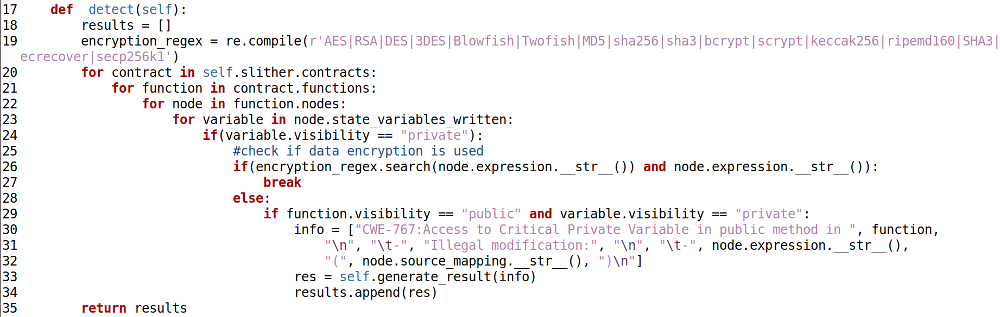 17    def _detect(self):
18        results = []
19        encryption_regex = re.compile(r'AES|RSA|DES|3DES|Blowfish|Twofish|MD5|sha256|sha3|bcrypt|scrypt|keccak256|ripemd160|SHA3|
ecrecover|secp256k1')
20        for contract in self.slither.contracts:
21            for function in contract.functions:
22                for node in function.nodes:
23                    for variable in node.state_variables_written:
24                        if(variable.visibility == "private"):
25                            #check if data encryption is used
26                            if(encryption_regex.search(node.expression.__str__()) and node.expression.__str__()):
27                                break
28                            else:
29                                if function.visibility == "public" and variable.visibility == "private":
30                                    info = ["CWE-767:Access to Critical Private Variable in public method in ", function,
31                                        "\n", "\t-", "Illegal modification:", "\n", "\t-", node.expression.__str__(),
32                                        "(", node.source_mapping.__str__(), ")\n"]
33                                    res = self.generate_result(info)
34                                    results.append(res)
35        return results